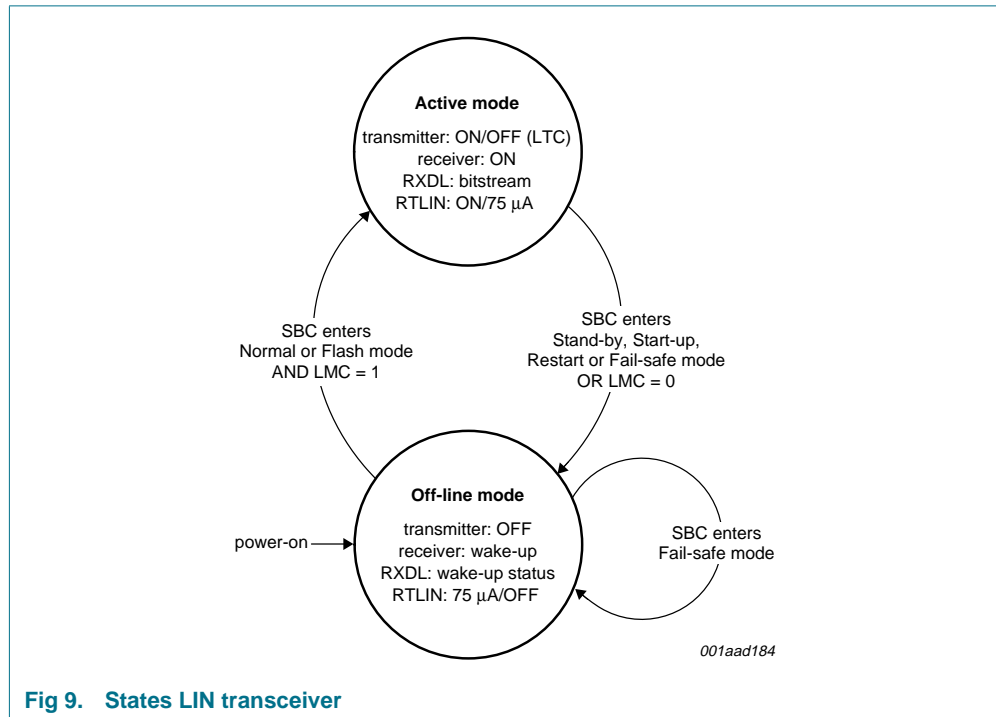 Active mode
transmitter: ON/OFF (LTC)
receiver: ON
RXDL: bitstream
RTLIN: ON/75 μA
SBC enters
Normal or Flash mode
AND LMC = 1
SBC enters
Stand-by, Start-up,
Restart or Fail-safe mode
OR LMC = 0
Off-line mode
transmitter: OFF
receiver: wake-up
RXDL: wake-up status
RTLIN: 75 μA/OFF
power-on
SBC enters
Fail-safe mode
001aad184
Fig 9. States LIN transceiver